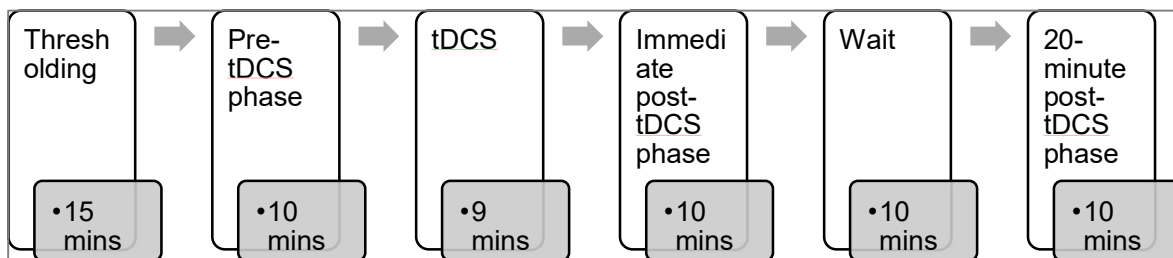 Thresh
olding
•15
mins
Pre-
tDCS
phase
•10
mins
tDCS
•9
mins
Immedi
ate
post-
tDCS
phase
•10
mins
Wait
•10
mins
20-
minute
post-
tDCS
phase
•10
mins